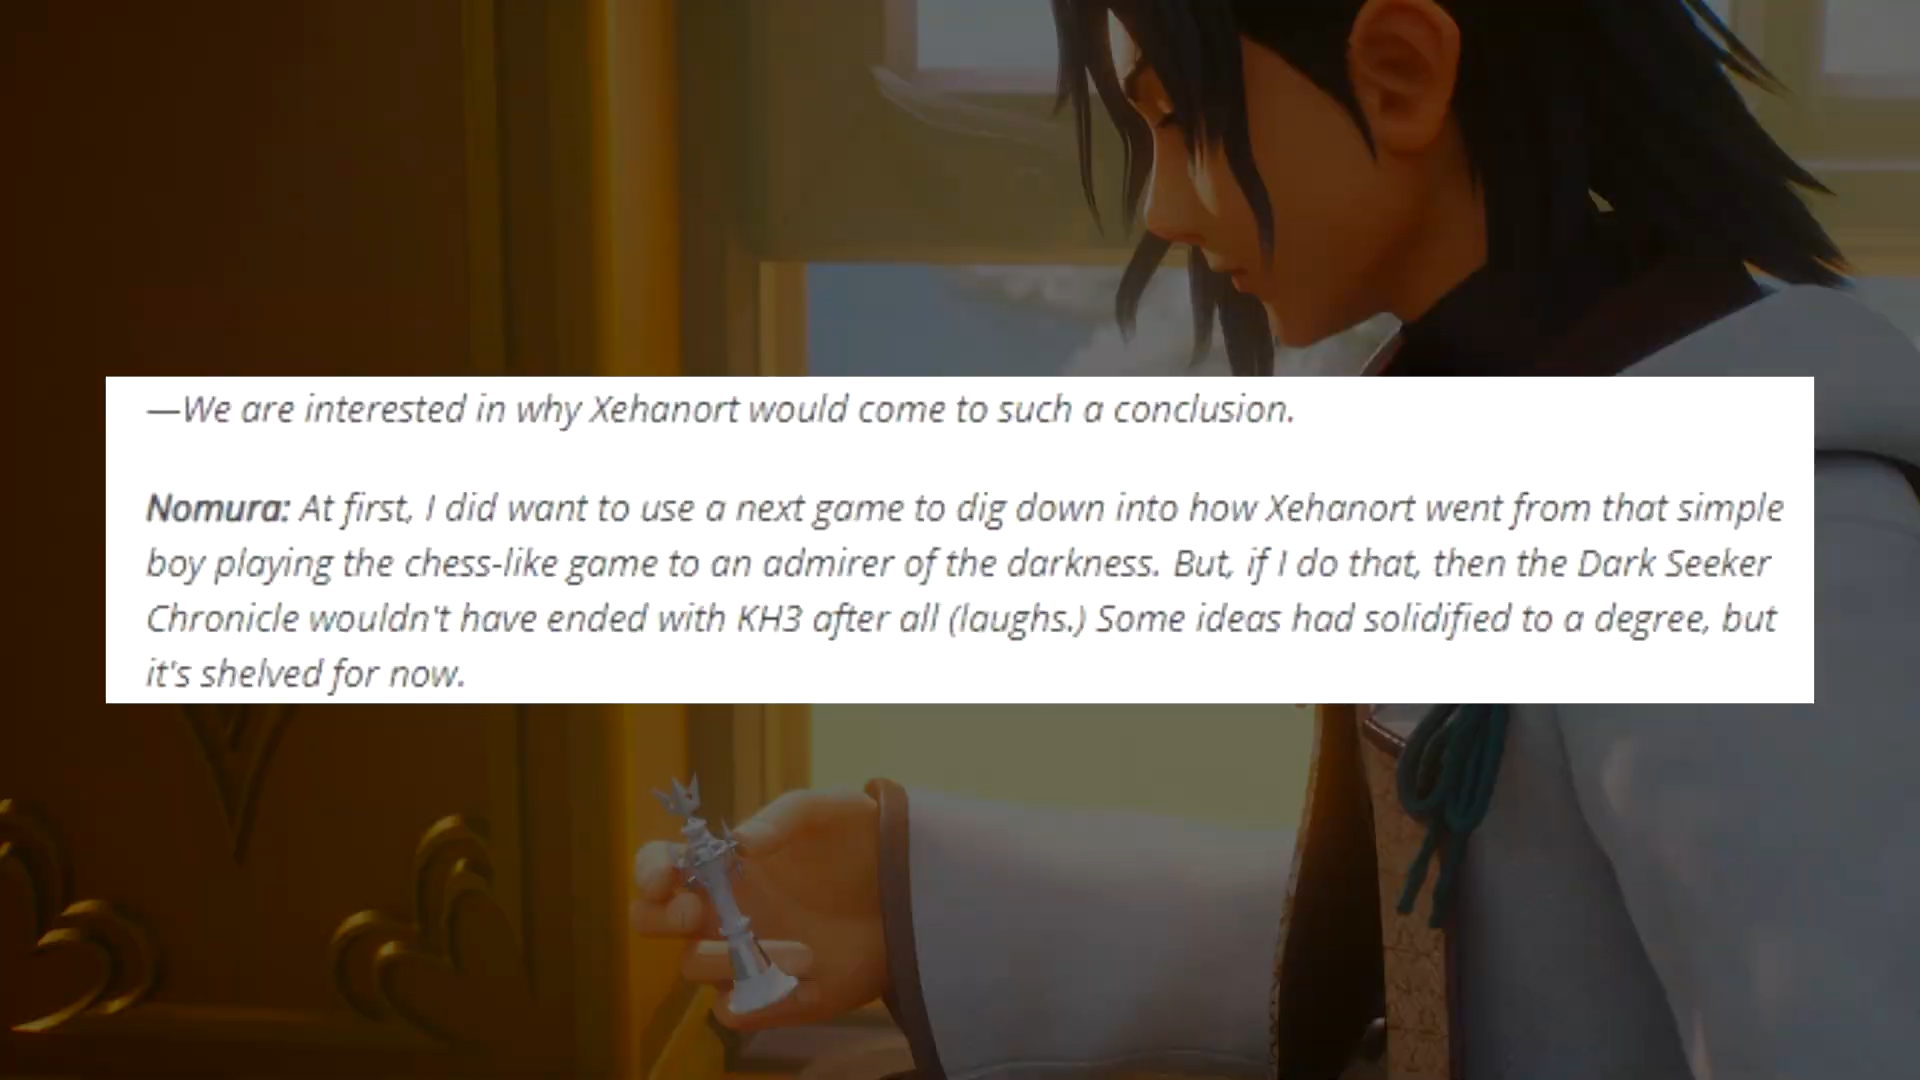 —We are interested in why Xehanort would come to such a conclusion.
Nomura: At first, I did want to use a next game to dig down into how Xehanort went from that simple
boy playing the chess-like game to an admirer of the darkness. But, if I do that, then the Dark Seeker
Chronicle wouldn't have ended with KH3 after all (laughs.) Some ideas had solidified to a degree, but
it's shelved for now.